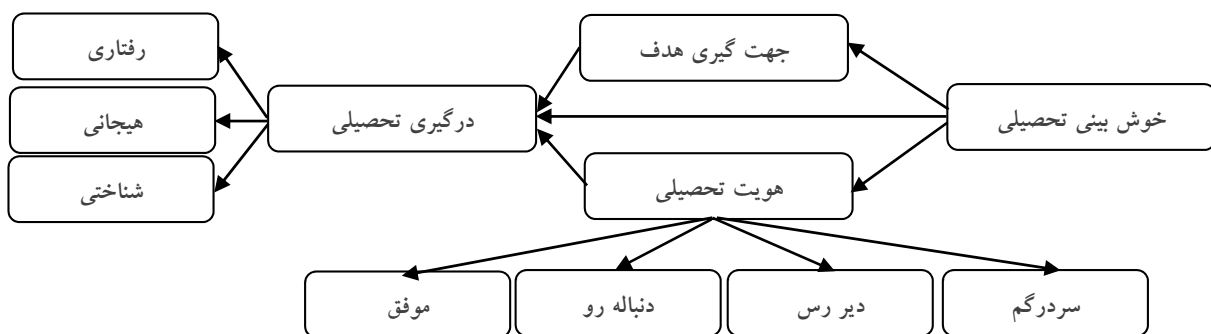 رفتاری
جهت گیری هدف
هیجانی
درگیری تحصیلی
خوش بینی تحصیلی
شناختی
هویت تحصیلی
سردرگم
دیر رس
دنباله رو
موفق